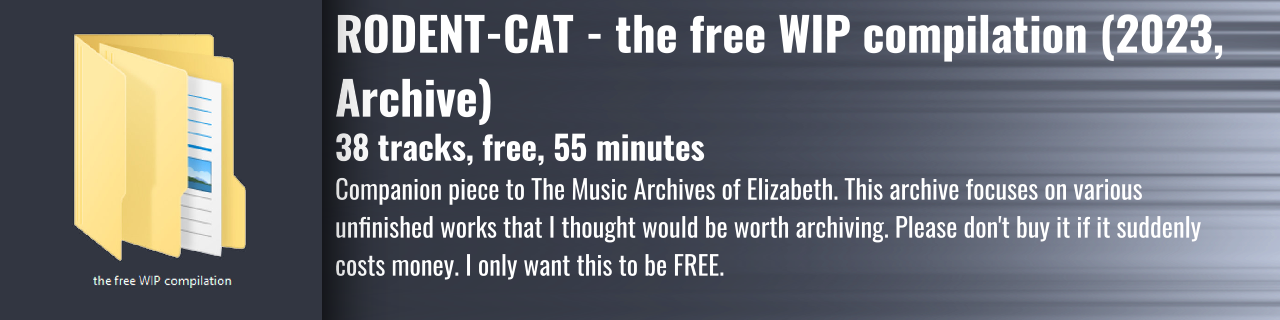 RODENT-CAT - the free WIP compilation (2023,
Archive)
38 tracks, free, 55 minutes
Companion piece to The Music Archives of Elizabeth. This archive focuses on various
unfinished works that I thought would be worth archiving. Please don't buy it if it suddenly
costs money. I only want this to be FREE.
the free WIP compilation